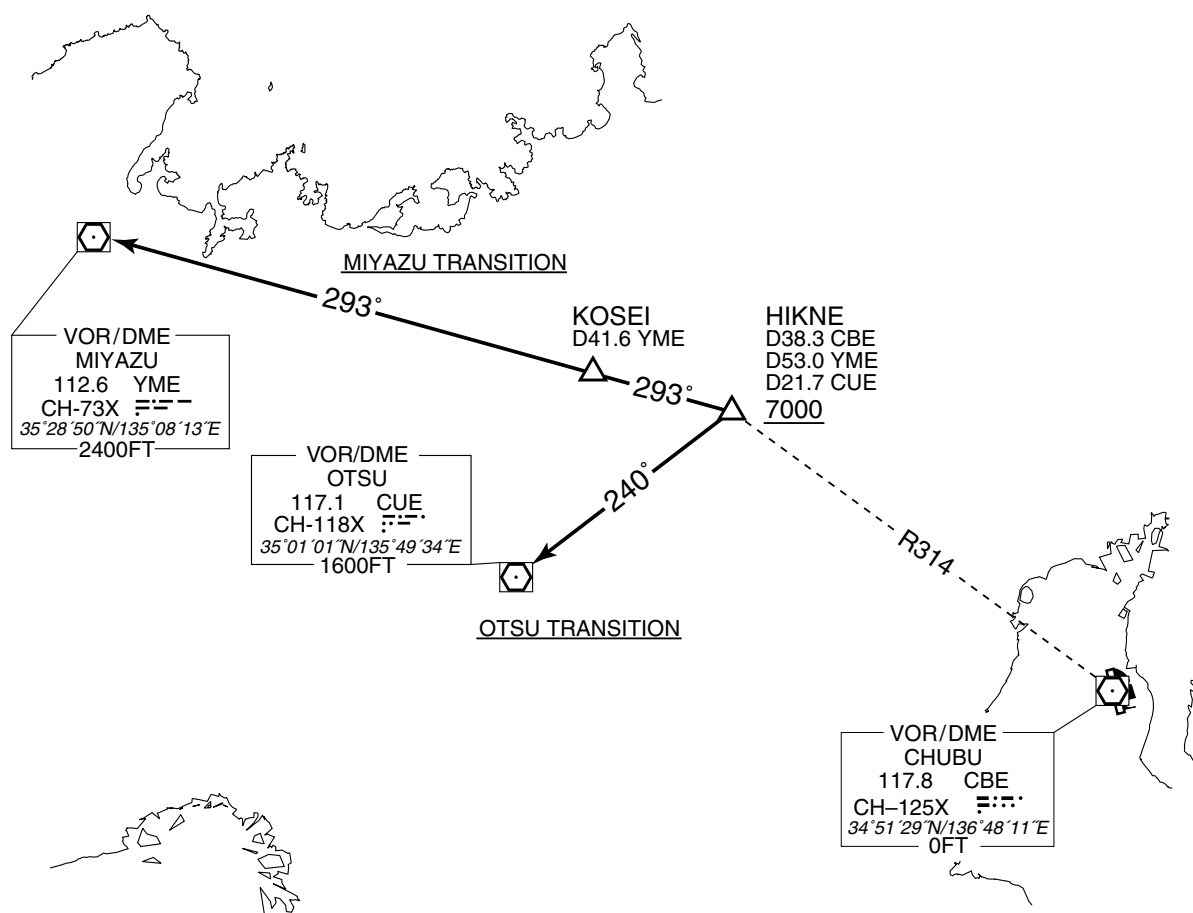 MIYAZU TRANSITION
293°
KOSEI
D41.6 YME
HIKNE
D38.3 CBE
D53.0 YME
D21.7 CUE
7000
293°
VOR/DME
MIYAZU
112.6 YME
CH-73X
35°28´50˝N/135°08´13˝E
2400FT
VOR/DME
OTSU
117.1 CUE
CH-118X
35°01´01˝N/135°49´34˝E
1600FT
240°
OTSU TRANSITION
R314
VOR/DME
CHUBU
117.8 CBE
CH–125X
34°51´29˝N/136°48´11˝E
0FT